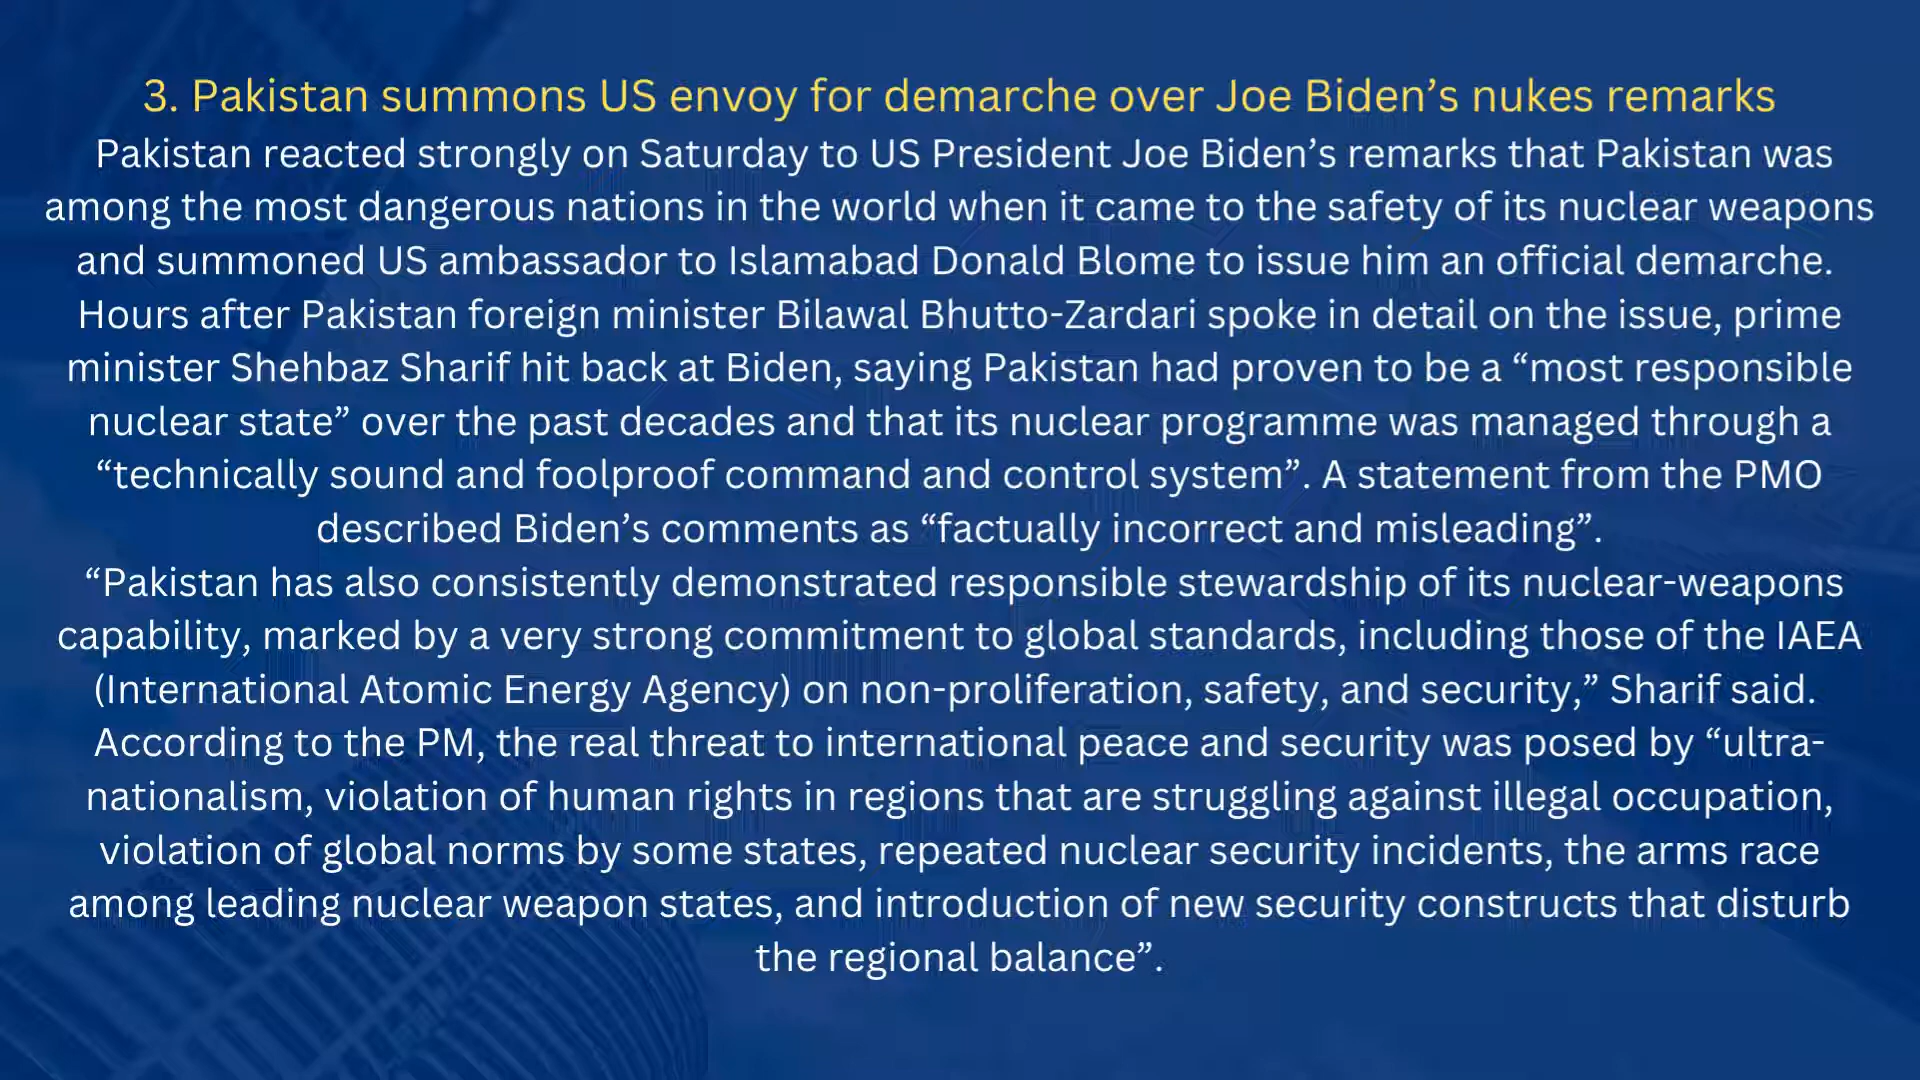 3. Pakistan summons US envoy for demarche over Joe Biden’s nukes remarks
Pakistan reacted strongly on Saturday to US President Joe Biden’s remarks that Pakistan was
among the most dangerous nations in the world when it came to the safety of its nuclear weapons
and summoned US ambassador to Islamabad Donald Blome to issue him an official demarche.
Hours after Pakistan foreign minister Bilawal Bhutto-Zardari spoke in detail on the issue, prime
minister Shehbaz Sharif hit back at Biden, saying Pakistan had proven to be a “most responsible
nuclear state” over the past decades and that its nuclear programme was managed through a
“technically sound and foolproof command and control system”. A statement from the PMO
described Biden’s comments as “factually incorrect and misleading”.
“Pakistan has also consistently demonstrated responsible stewardship of its nuclear-weapons
capability, marked by a very strong commitment to global standards, including those of the IAEA
(International Atomic Energy Agency) on non-proliferation, safety, and security,” Sharif said.
According to the PM, the real threat to international peace and security was posed by “ultra-
nationalism, violation of human rights in regions that are struggling against illegal occupation,
violation of global norms by some states, repeated nuclear security incidents, the arms race
among leading nuclear weapon states, and introduction of new security constructs that disturb
the regional balance”.